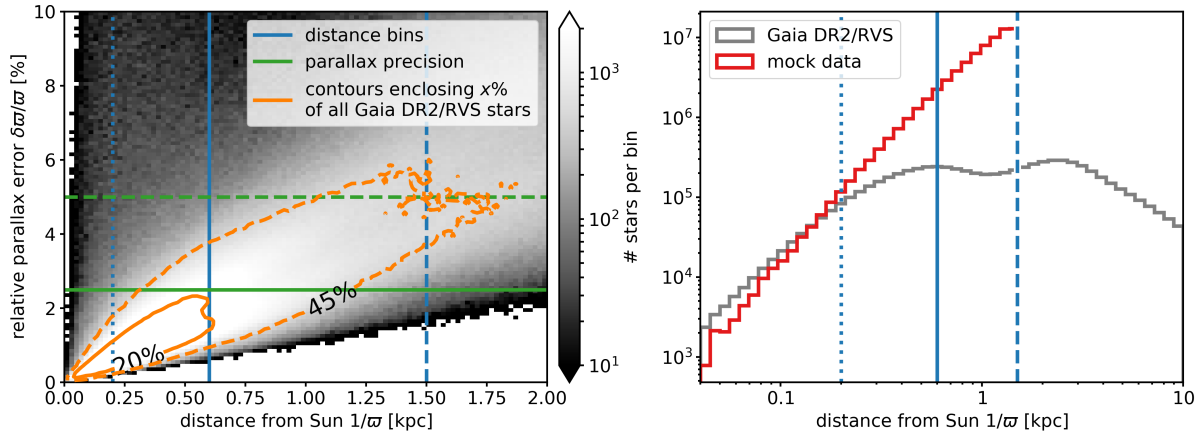 10
8
6
4
2
0
relative parallax error δϖ/ϖ [%]
distance bins
parallax precision
contours enclosing x%
of all Gaia DR2/RVS stars
20%
45%
0.00 0.25 0.50 0.75 1.00 1.25 1.50 1.75 2.00
distance from Sun 1/ϖ [kpc]
10³
10²
10¹
10⁷
10⁶
10⁵
10⁴
10³
# stars per bin
Gaia DR2/RVS
mock data
0.1 1 10
distance from Sun 1/ϖ [kpc]